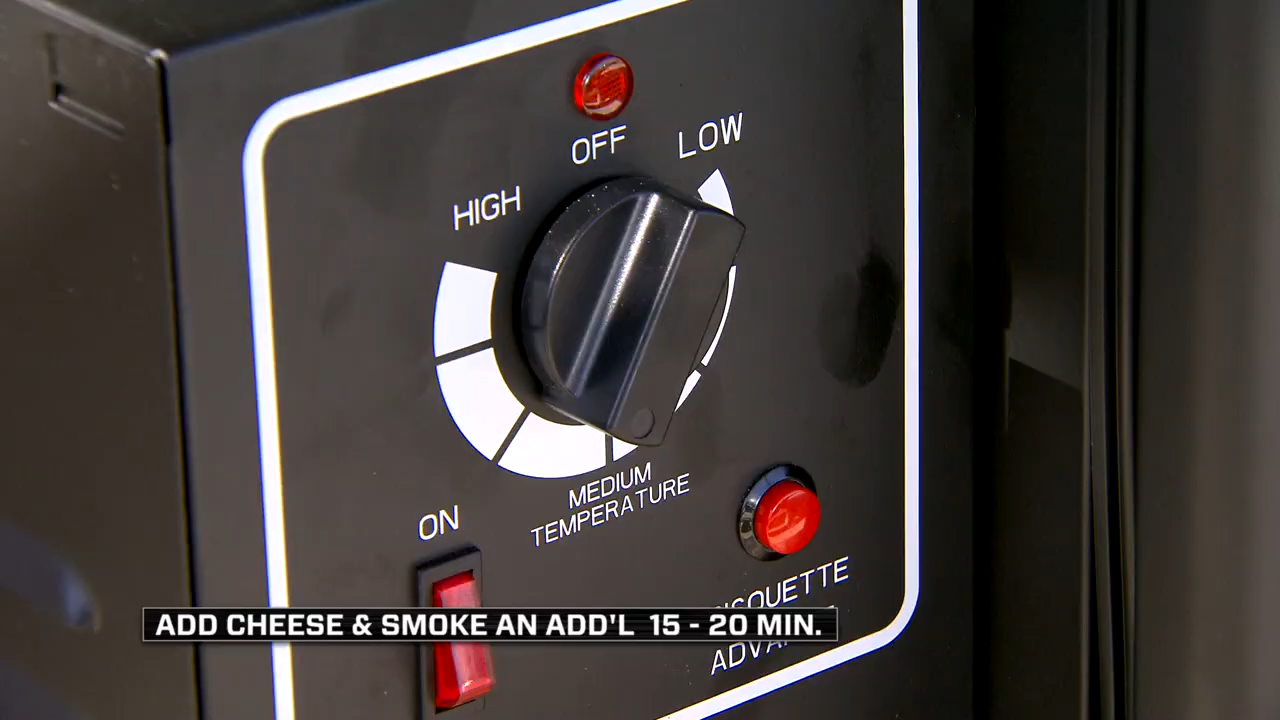 OFF
LOW
HIGH
MEDIUM
TEMPERATURE
ON
ADD CHEESE & SMOKE AN ADD'L 15 - 20 MIN.